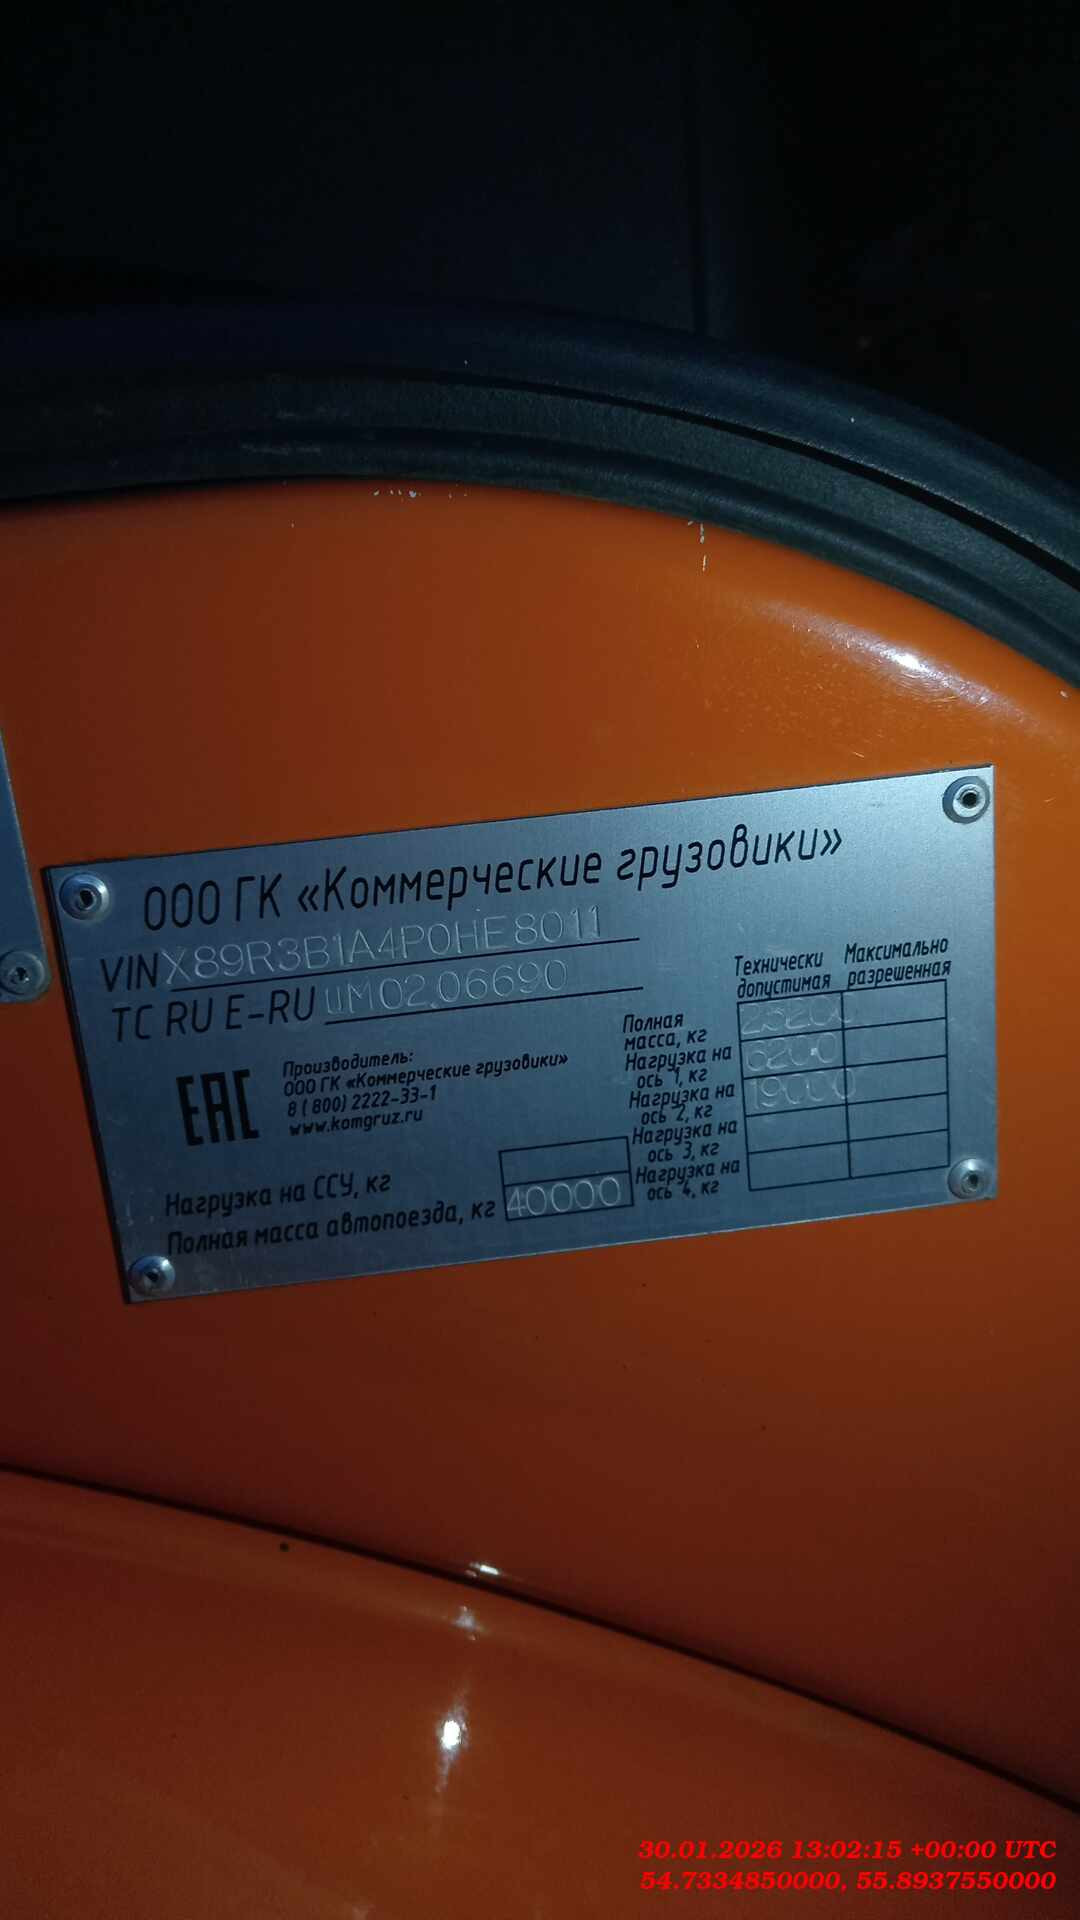 ООО ГК «Коммерческие грузовики»
VIN X89R3B1A4P0HE8011
ТС RU E-RU ШМ02.06690
Производитель:
ООО ГК «Коммерческие грузовики»
8 (800) 2222-33-1
www.komgruz.ru
Нагрузка на ССУ, кг
Полная масса автопоезда, кг 40000
Технически допустимая
Максимально разрешенная
Полная масса, кг
Нагрузка на ось 1, кг 6200
Нагрузка на ось 2, кг 19000
Нагрузка на ось 3, кг
Нагрузка на ось 4, кг
30.01.2026 13:02:15 +00:00 UTC
54.7334850000, 55.8937550000